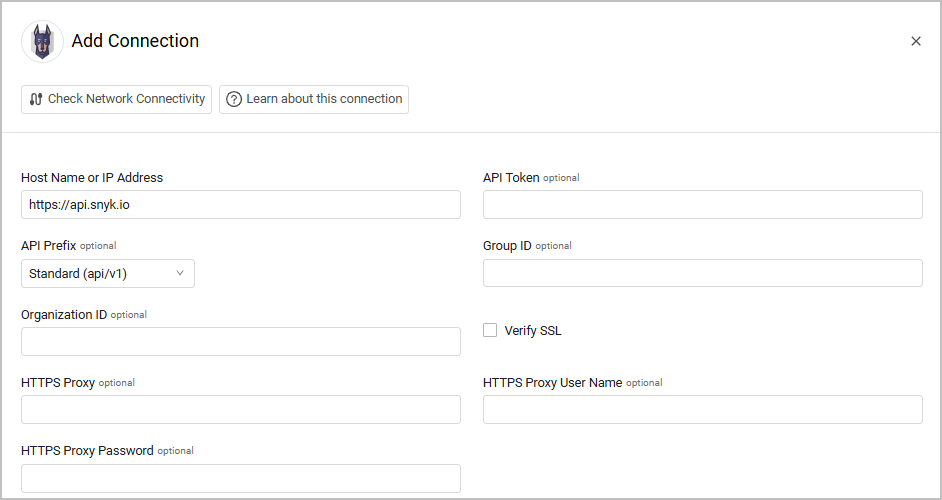 Add Connection
Check Network Connectivity
Learn about this connection
Host Name or IP Address
https://api.snyk.io
API Token optional
API Prefix optional
Standard (api/v1)
Group ID optional
Organization ID optional
Verify SSL
HTTPS Proxy optional
HTTPS Proxy User Name optional
HTTPS Proxy Password optional